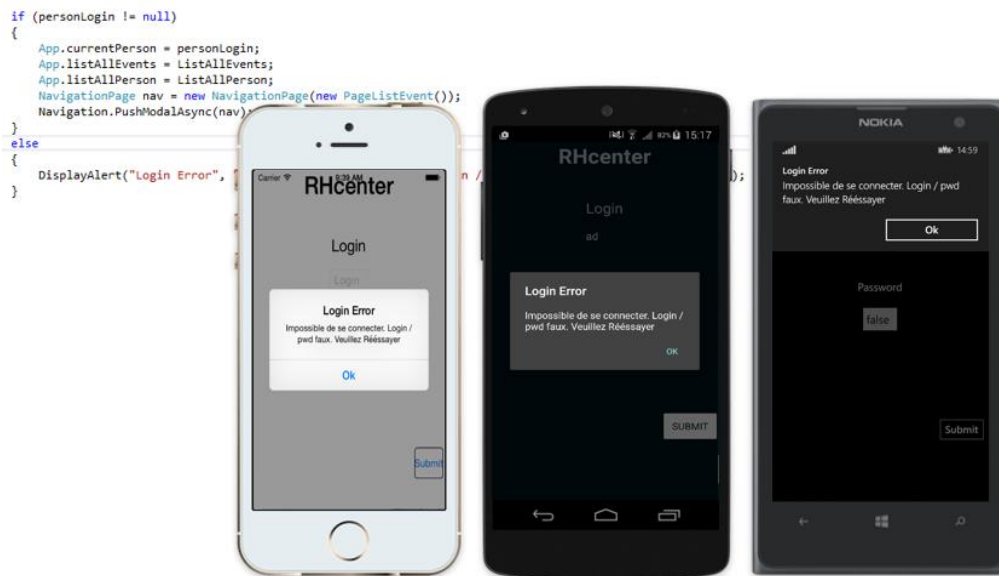 if (personLogin != null)
{
App.currentPerson = personLogin;
App.listAllEvents = ListAllEvents;
App.listAllPerson = ListAllPerson;
NavigationPage nav = new NavigationPage(new PageListEvent());
Navigation.PushModalAsync(nav);
}
else
{
DisplayAlert("Login Error",
n /
);
}
Carrier
9:39 AM
RHcenter
Login
Login
Login Error
Impossible de se connecter. Login /
pwd faux. Veuillez Rééssayer
Ok
Submit
82% 15:17
RHcenter
Login
ad
Login Error
Impossible de se connecter. Login /
pwd faux. Veuillez Rééssayer
OK
SUBMIT
NOKIA
14:59
Login Error
Impossible de se connecter. Login / pwd
faux. Veuillez Rééssayer
Ok
Password
false
Submit